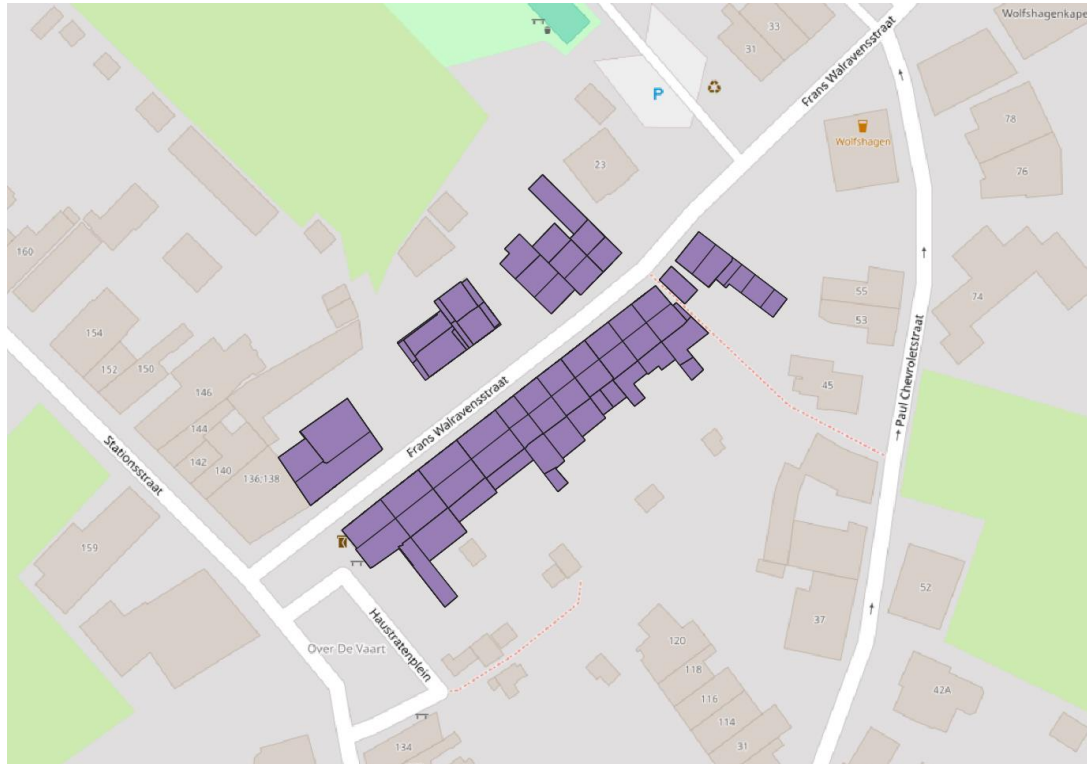 Wolfshagenkape
33
31
Frans Walravensstraat
P
78
Wolfshagen
76
23
160
55
74
53
154
152
150
45
146
Paul Chevroletstraat
Frans Walravensstraat
144
142
140
136;138
Stationsstraat
159
52
37
Haustratenplein
120
Over De Vaart
118
42A
116
114
134
31